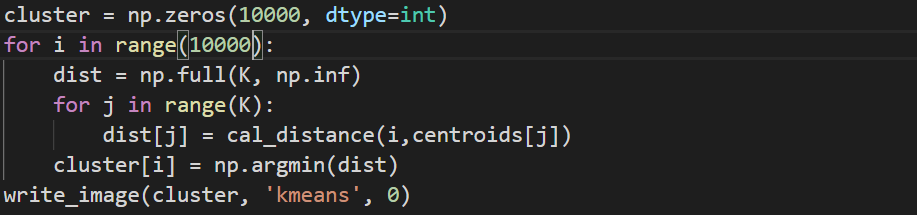 cluster = np.zeros(10000, dtype=int)
for i in range(10000):
    dist = np.full(K, np.inf)
    for j in range(K):
        dist[j] = cal_distance(i,centroids[j])
    cluster[i] = np.argmin(dist)
write_image(cluster, 'kmeans', 0)